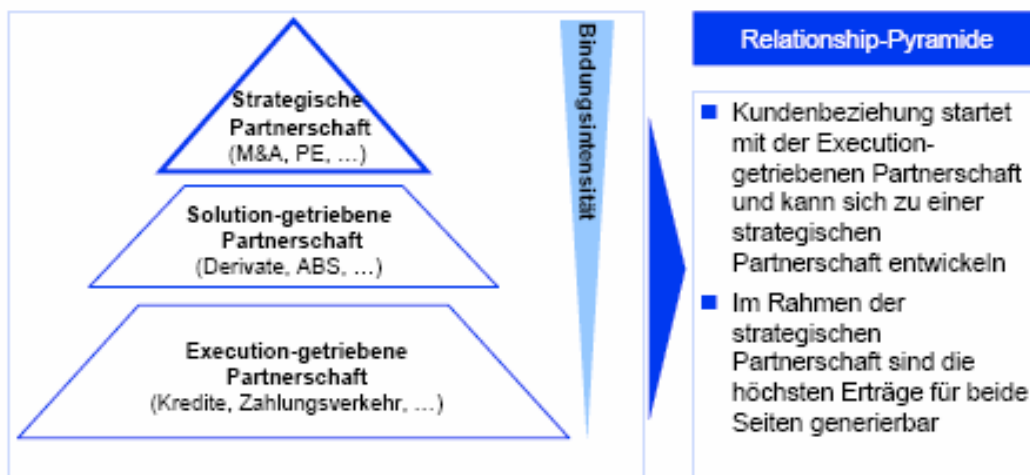 Strategische
Partnerschaft
(M&A, PE, …)
Solution-getriebene
Partnerschaft
(Derivate, ABS, …)
Execution-getriebene
Partnerschaft
(Kredite, Zahlungsverkehr, …)
Bindungsintensität
Relationship-Pyramide
Kundenbeziehung startet
mit der Execution-
getriebenen Partnerschaft
und kann sich zu einer
strategischen
Partnerschaft entwickeln
Im Rahmen der
strategischen
Partnerschaft sind die
höchsten Erträge für beide
Seiten generierbar